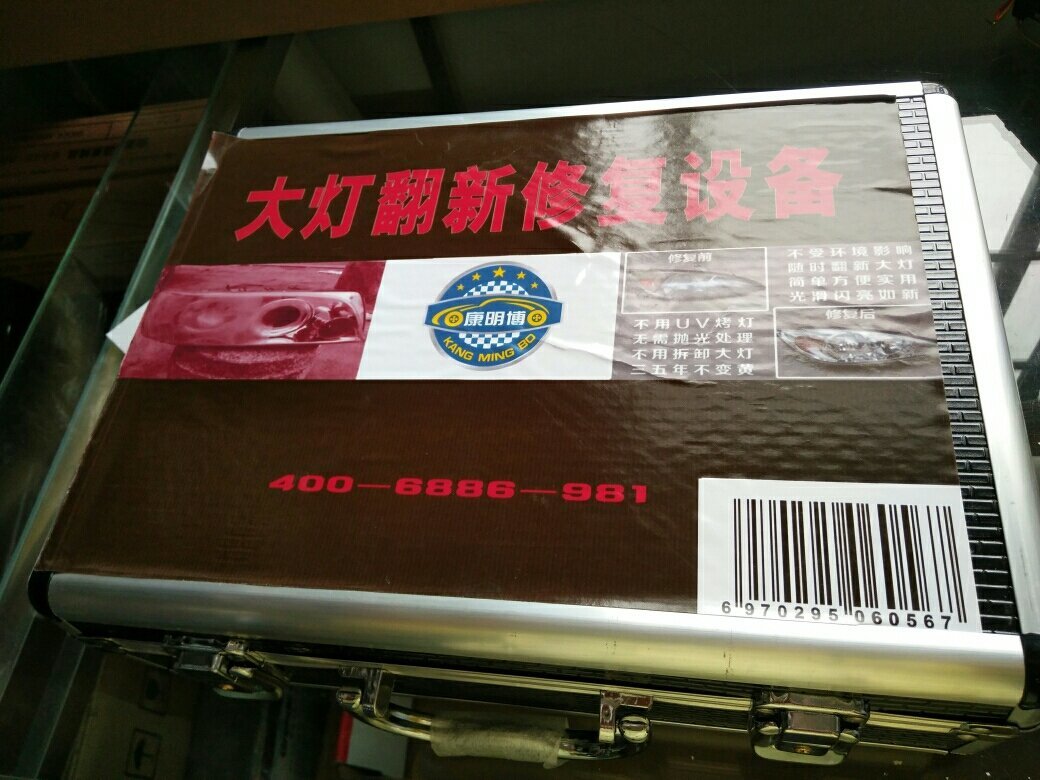 大灯翻新修复设备
康明博
KANG MING BO
修复前
不受环境影响
随时翻新大灯
简单方便实用
光滑闪亮如新
不用UV烤灯
无需抛光处理
不用拆卸大灯
三五年不变黄
修复后
400-6886-981
6 970295 060567